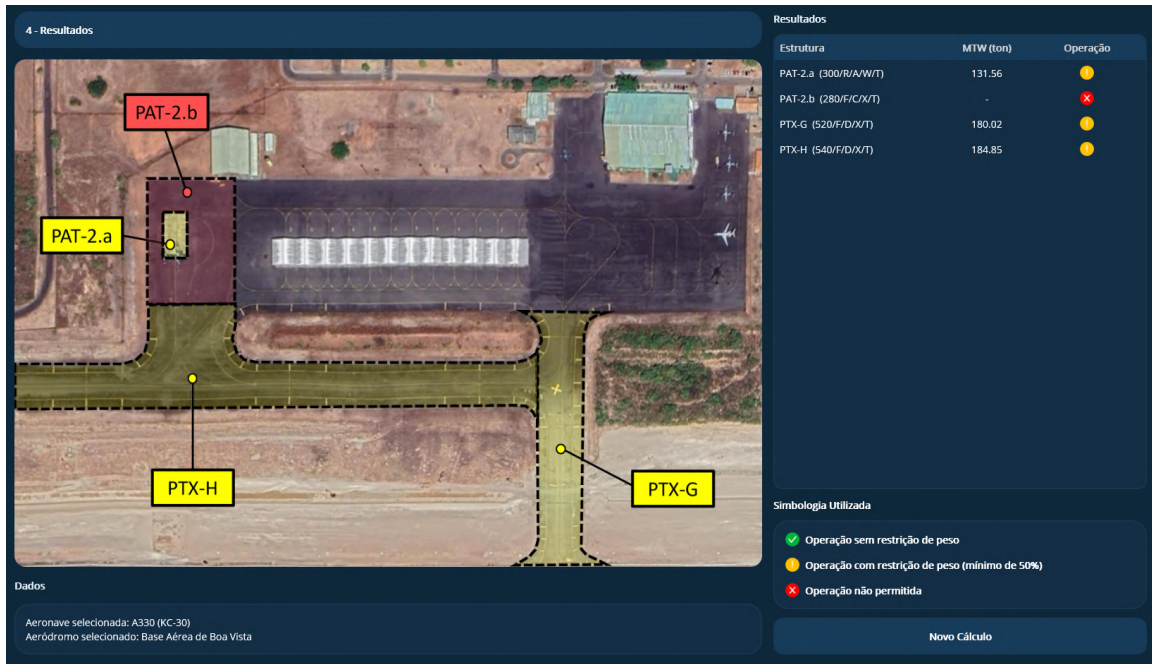 4 - Resultados
PAT-2.b
PAT-2.a
PTX-H
PTX-G
Dados
Aeronave selecionada: A330 (KC-30)
Aeródromo selecionado: Base Aérea de Boa Vista
Resultados
Estrutura MTW (ton) Operação
PAT-2.a (300/R/A/W/T) 131.56
PAT-2.b (280/F/C/X/T) -
PTX-G (520/F/D/X/T) 180.02
PTX-H (540/F/D/X/T) 184.85
Simbologia Utilizada
Operação sem restrição de peso
Operação com restrição de peso (mínimo de 50%)
Operação não permitida
Novo Cálculo